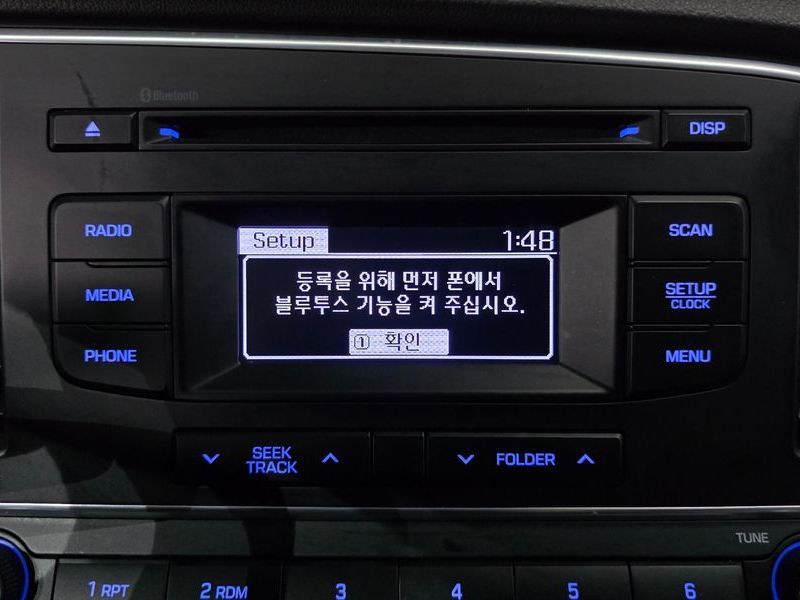 Bluetooth
DISP
RADIO
MEDIA
PHONE
Setup 1:48
등록을 위해 먼저 폰에서
블루투스 기능을 켜 주십시오.
1 확인
SCAN
SETUP
CLOCK
MENU
SEEK
TRACK
FOLDER
TUNE
1 RPT 2 RDM 3 4 5 6